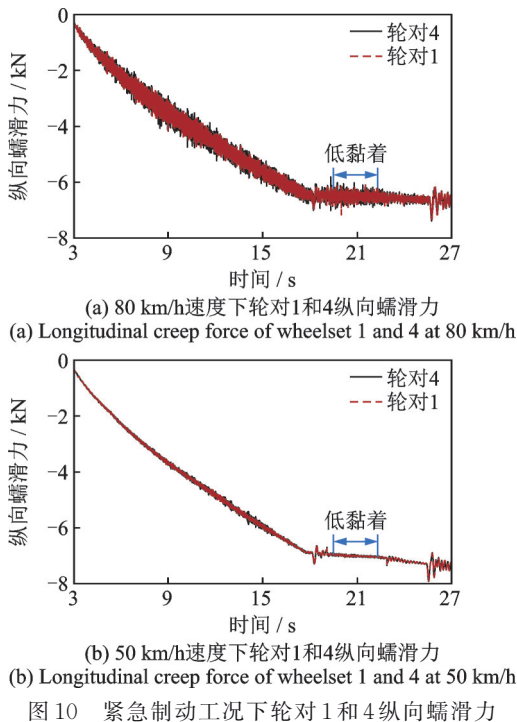 0
−2
−4
−6
−8
纵向蠕滑力 / kN
轮对4
轮对1
低黏着
3 9 15 21 27
时间 / s
(a) 80 km/h速度下轮对1和4纵向蠕滑力
(a) Longitudinal creep force of wheelset 1 and 4 at 80 km/h
0
−2
−4
−6
−8
纵向蠕滑力 / kN
轮对4
轮对1
低黏着
3 9 15 21 27
时间 / s
(b) 50 km/h速度下轮对1和4纵向蠕滑力
(b) Longitudinal creep force of wheelset 1 and 4 at 50 km/h
图10 紧急制动工况下轮对1和4纵向蠕滑力